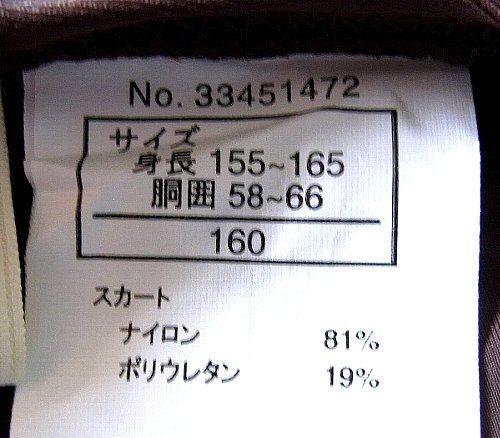 No. 33451472
サイズ
身長 155~165
胴囲 58~66
160
スカート
ナイロン 81%
ポリウレタン 19%